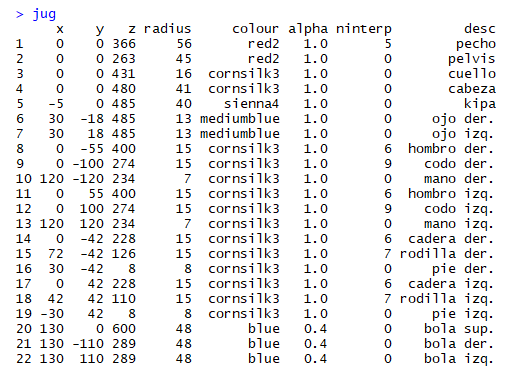 > jug
x y z radius colour alpha ninterp desc
1 0 0 366 56 red2 1.0 5 pecho
2 0 0 263 45 red2 1.0 0 pelvis
3 0 0 431 16 cornsilk3 1.0 0 cuello
4 0 0 480 41 cornsilk3 1.0 0 cabeza
5 -5 0 485 40 sienna4 1.0 0 kipa
6 30 -18 485 13 mediumblue 1.0 0 ojo der.
7 30 18 485 13 mediumblue 1.0 0 ojo izq.
8 0 -55 400 15 cornsilk3 1.0 6 hombro der.
9 0 -100 274 15 cornsilk3 1.0 9 codo der.
10 120 -120 234 7 cornsilk3 1.0 0 mano der.
11 0 55 400 15 cornsilk3 1.0 6 hombro izq.
12 0 100 274 15 cornsilk3 1.0 9 codo izq.
13 120 120 234 7 cornsilk3 1.0 0 mano izq.
14 0 -42 228 15 cornsilk3 1.0 6 cadera der.
15 72 -42 126 15 cornsilk3 1.0 7 rodilla der.
16 30 -42 8 8 cornsilk3 1.0 0 pie der.
17 0 42 228 15 cornsilk3 1.0 6 cadera izq.
18 42 42 110 15 cornsilk3 1.0 7 rodilla izq.
19 -30 42 8 8 cornsilk3 1.0 0 pie izq.
20 130 0 600 48 blue 0.4 0 bola sup.
21 130 -110 289 48 blue 0.4 0 bola der.
22 130 110 289 48 blue 0.4 0 bola izq.